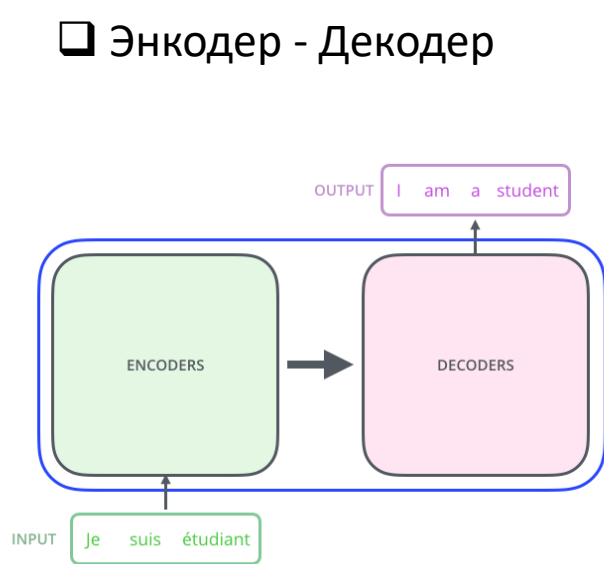 ❑ Энкодер - Декодер
OUTPUT I am a student
ENCODERS DECODERS
INPUT Je suis étudiant